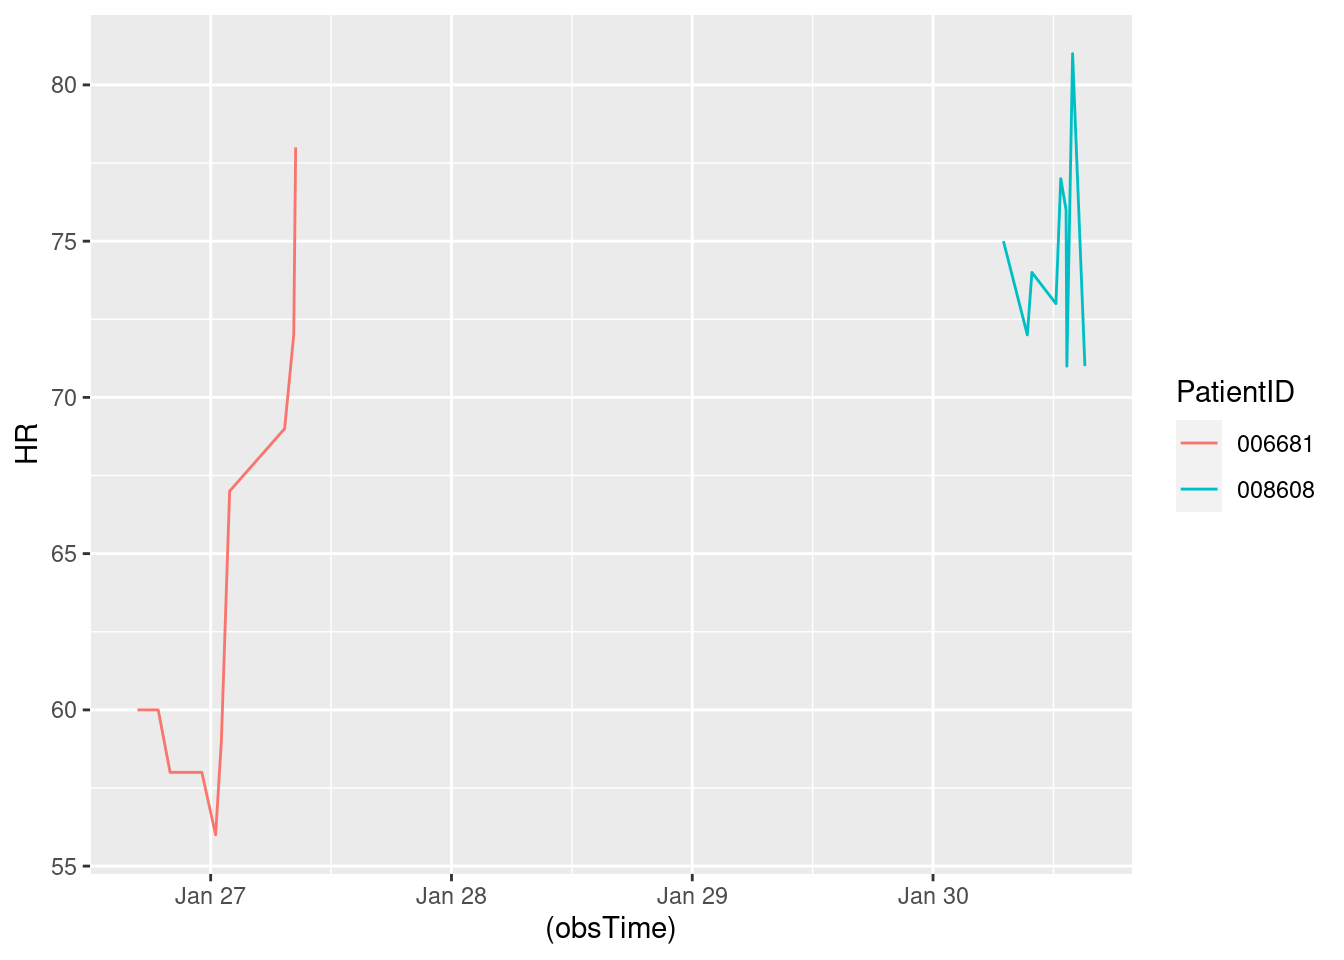 80
75
70
65
60
55
HR
Jan 27
Jan 28
Jan 29
Jan 30
(obsTime)
PatientID
006681
008608